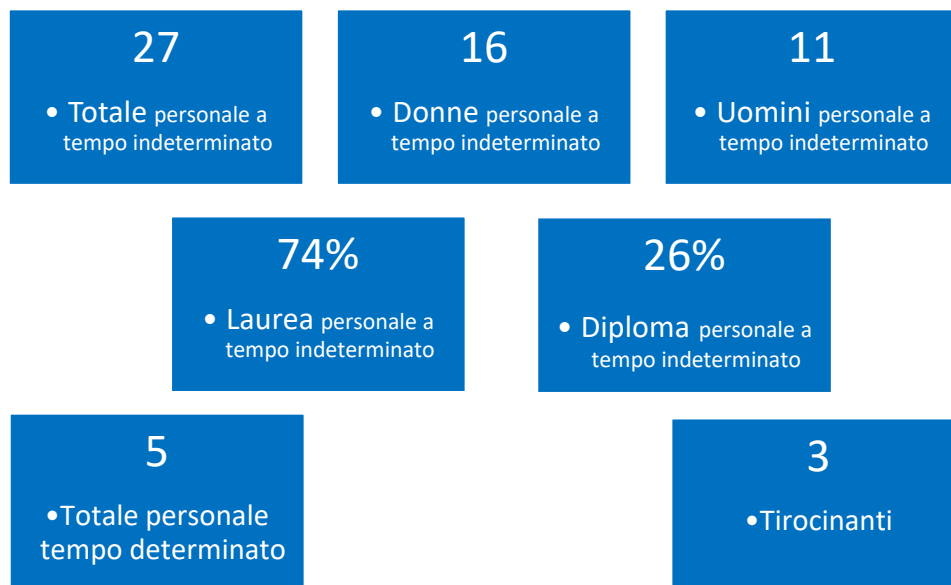 27
• Totale personale a
tempo indeterminato
16
• Donne personale a
tempo indeterminato
11
• Uomini personale a
tempo indeterminato
74%
• Laurea personale a
tempo indeterminato
26%
• Diploma personale a
tempo indeterminato
5
•Totale personale
tempo determinato
3
•Tirocinanti